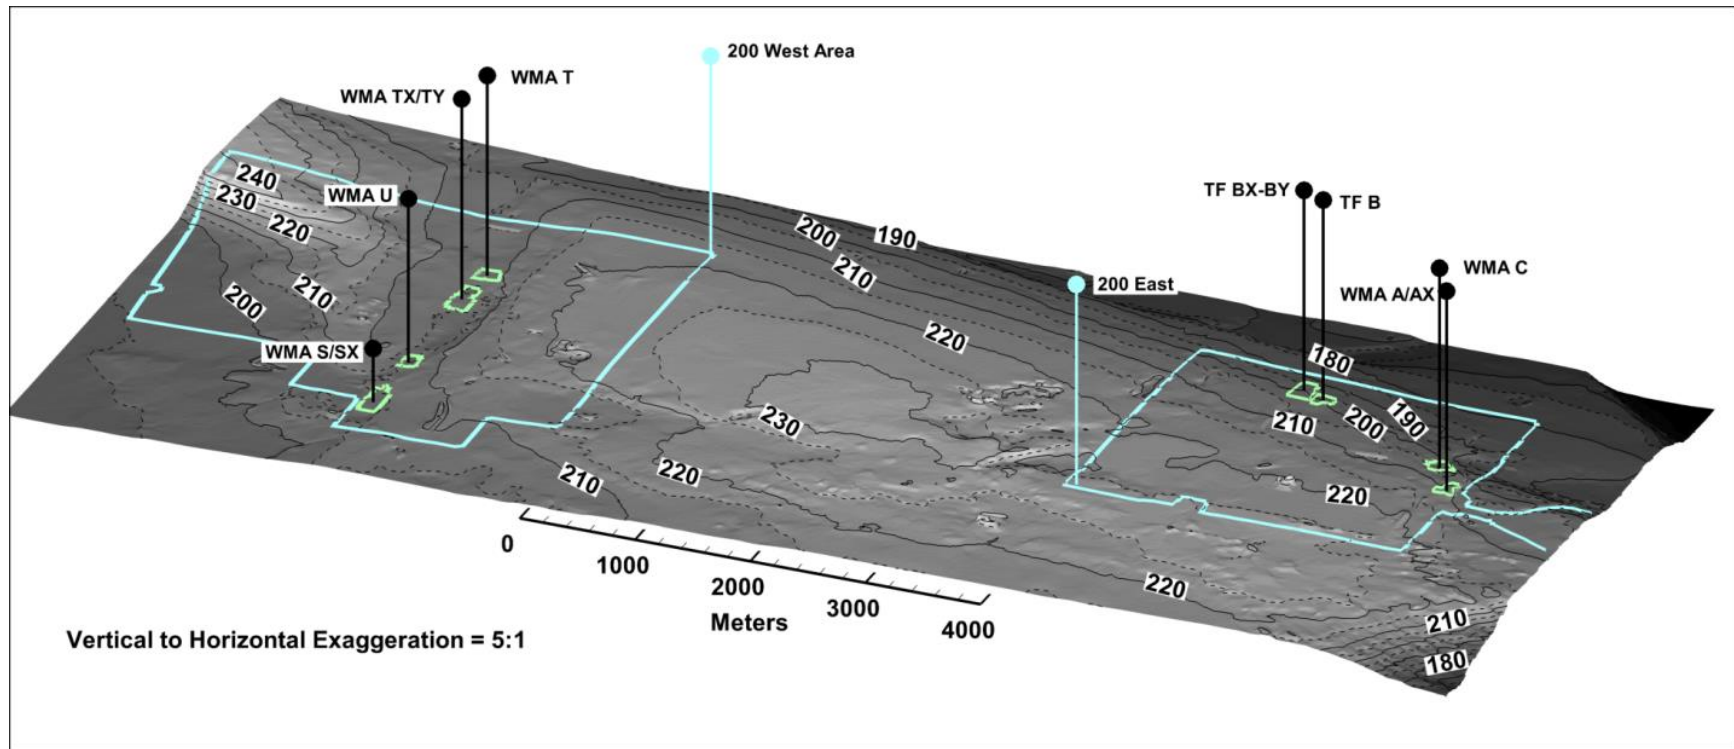 200 West Area
WMA T
WMA TX/TY
240
WMA U
230
220
200
190
TF BX-BY
TF B
210
WMA C
200 East
WMA A/AX
210
200
WMA S/SX
220
180
190
200
210
230
220
210
220
0
1000
2000
3000
4000
Meters
220
210
180
Vertical to Horizontal Exaggeration = 5:1